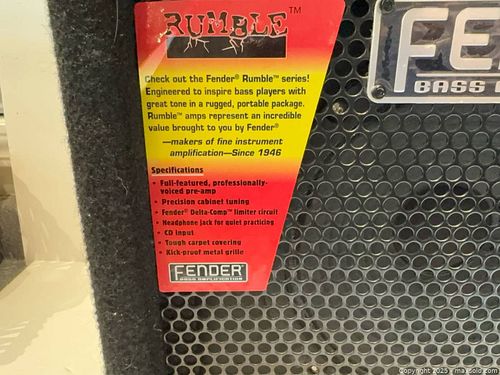 RUMBLE™
FEN
BASS
Check out the Fender® Rumble™ series!
Engineered to inspire bass players with
great tone in a rugged, portable package.
Rumble™ amps represent an incredible
value brought to you by Fender®
—makers of fine instrument
amplification—Since 1946
Specifications
• Full-featured, professionally-
voiced pre-amp
• Precision cabinet tuning
• Fender® Delta-Comp™ limiter circuit
• Headphone jack for quiet practicing
• CD input
• Tough carpet covering
• Kick-proof metal grille
FENDER®
BASS AMPLIFICATION
Copyright 2025 - maxsold.com